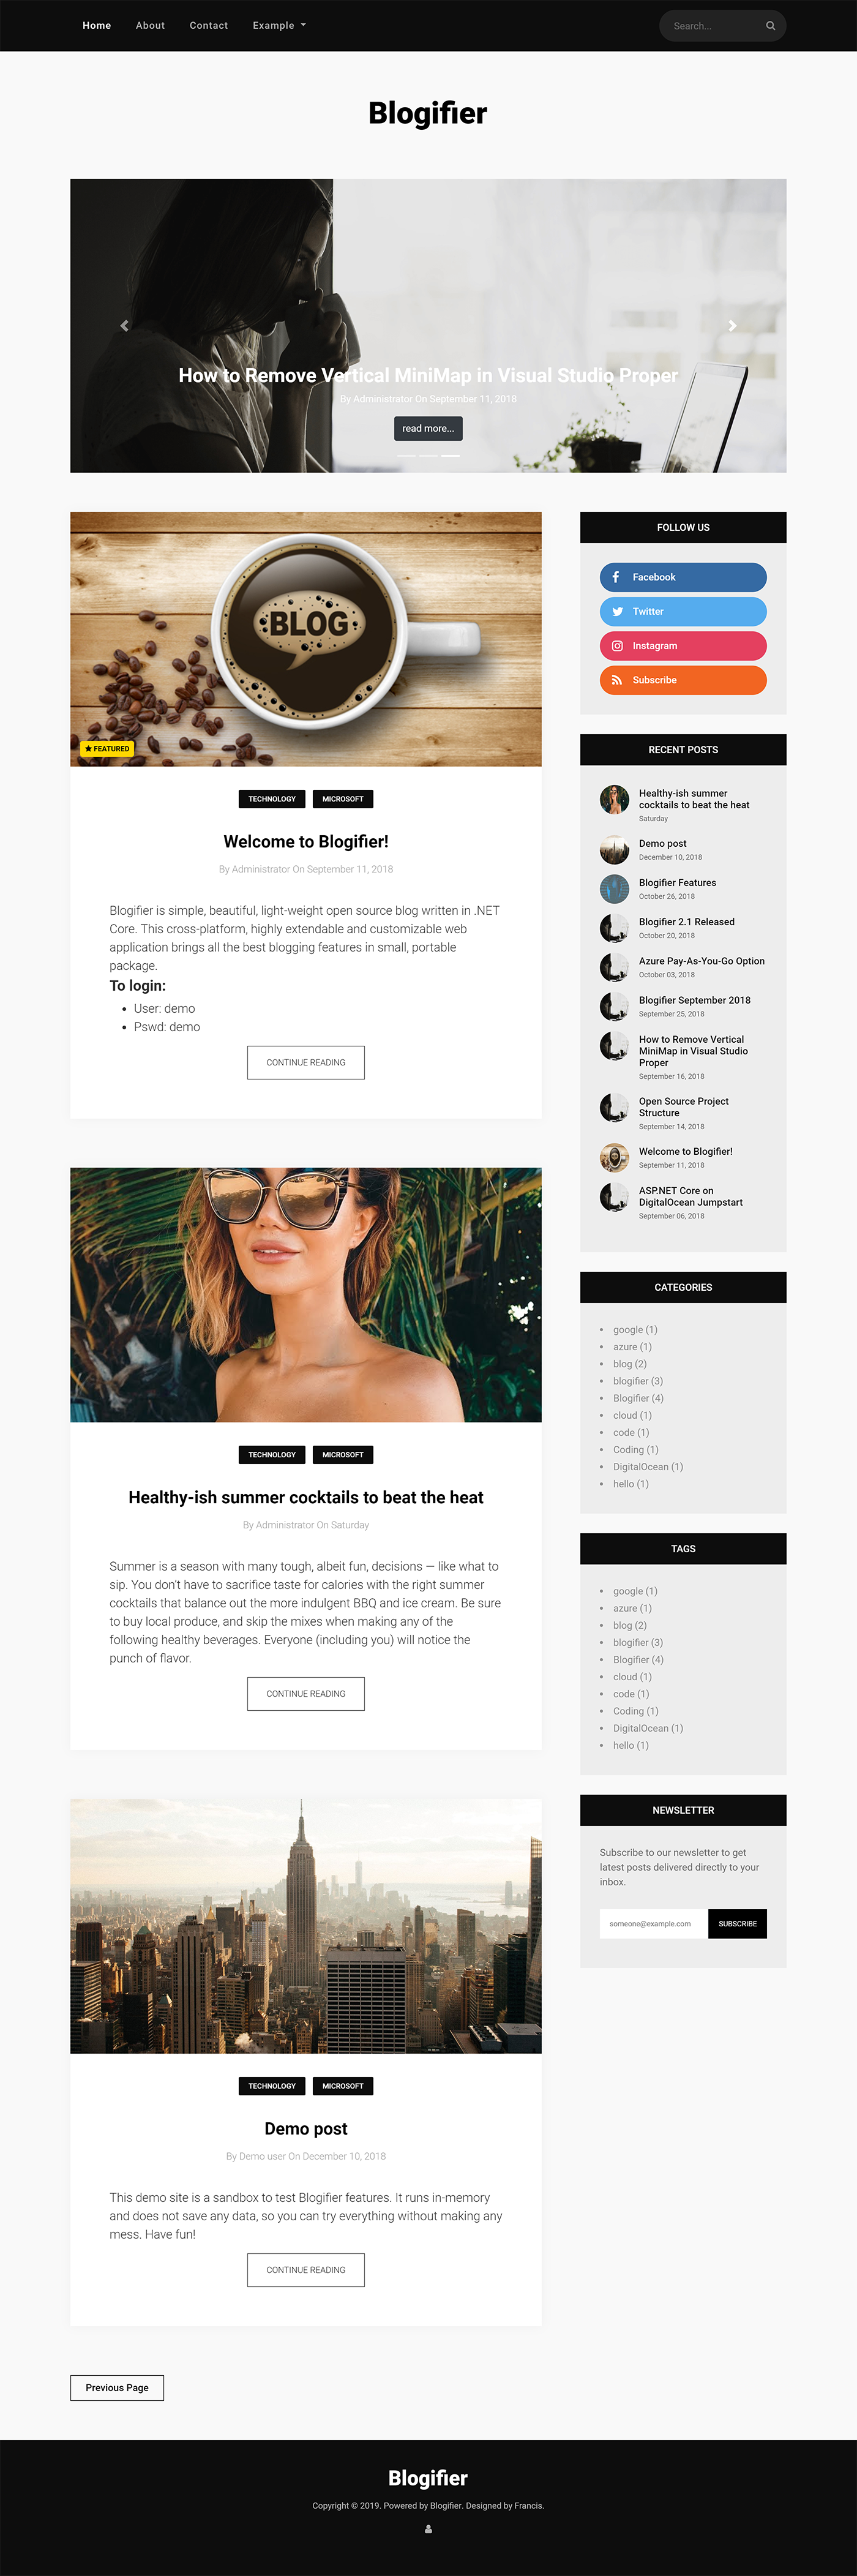 Home About Contact Example
Search...
Blogifier
How to Remove Vertical MiniMap in Visual Studio Proper
By Administrator On September 11, 2018
read more...
BLOG
FEATURED
TECHNOLOGY MICROSOFT
Welcome to Blogifier!
By Administrator On September 11, 2018
Blogifier is simple, beautiful, light-weight open source blog written in .NET
Core. This cross-platform, highly extendable and customizable web
application brings all the best blogging features in small, portable
package.
To login:
User: demo
Pswd: demo
CONTINUE READING
TECHNOLOGY MICROSOFT
Healthy-ish summer cocktails to beat the heat
By Administrator On Saturday
Summer is a season with many tough, albeit fun, decisions — like what to
sip. You don't have to sacrifice taste for calories with the right summer
cocktails that balance out the more indulgent BBQ and ice cream. Be sure
to buy local produce, and skip the mixes when making any of the
following healthy beverages. Everyone (including you) will notice the
punch of flavor.
CONTINUE READING
TECHNOLOGY MICROSOFT
Demo post
By Demo user On December 10, 2018
This demo site is a sandbox to test Blogifier features. It runs in-memory
and does not save any data, so you can try everything without making any
mess. Have fun!
CONTINUE READING
Previous Page
FOLLOW US
Facebook
Twitter
Instagram
Subscribe
RECENT POSTS
Healthy-ish summer
cocktails to beat the heat
Saturday
Demo post
December 10, 2018
Blogifier Features
October 26, 2018
Blogifier 2.1 Released
October 20, 2018
Azure Pay-As-You-Go Option
October 03, 2018
Blogifier September 2018
September 25, 2018
How to Remove Vertical
MiniMap in Visual Studio
Proper
September 16, 2018
Open Source Project
Structure
September 14, 2018
Welcome to Blogifier!
September 11, 2018
ASP.NET Core on
DigitalOcean Jumpstart
September 06, 2018
CATEGORIES
google (1)
azure (1)
blog (2)
blogifier (3)
Blogifier (4)
cloud (1)
code (1)
Coding (1)
DigitalOcean (1)
hello (1)
TAGS
google (1)
azure (1)
blog (2)
blogifier (3)
Blogifier (4)
cloud (1)
code (1)
Coding (1)
DigitalOcean (1)
hello (1)
NEWSLETTER
Subscribe to our newsletter to get
latest posts delivered directly to your
inbox.
someone@example.com SUBSCRIBE
Blogifier
Copyright © 2019. Powered by Blogifier. Designed by Francis.